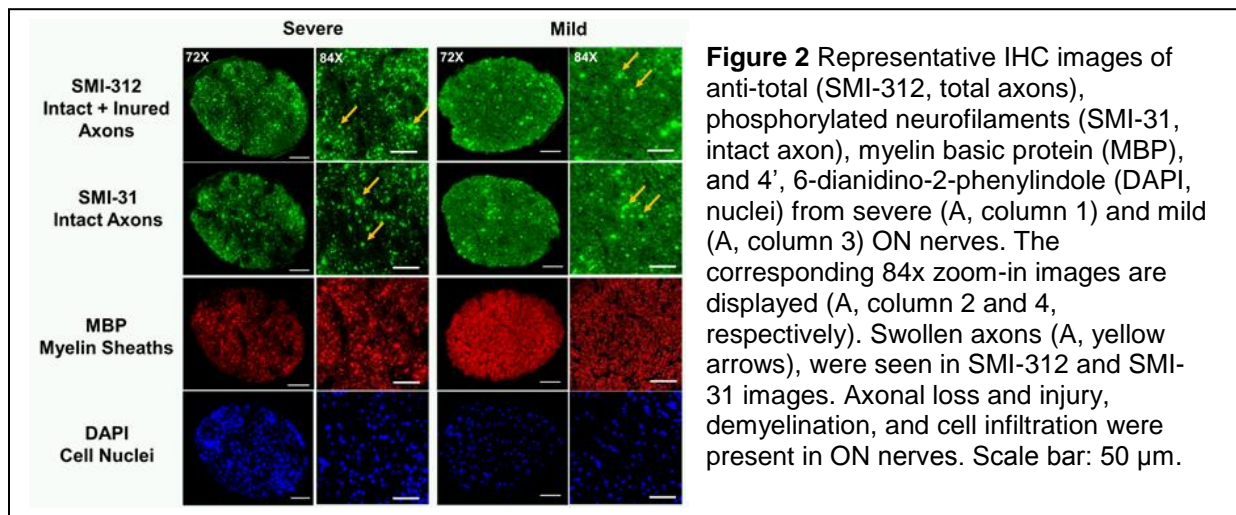 Severe
Mild
72X
84X
72X
84X
SMI-312
Intact + Inured
Axons
SMI-31
Intact Axons
MBP
Myelin Sheaths
DAPI
Cell Nuclei
Figure 2 Representative IHC images of
anti-total (SMI-312, total axons),
phosphorylated neurofilaments (SMI-31,
intact axon), myelin basic protein (MBP),
and 4’, 6-dianidino-2-phenylindole (DAPI,
nuclei) from severe (A, column 1) and mild
(A, column 3) ON nerves. The
corresponding 84x zoom-in images are
displayed (A, column 2 and 4,
respectively). Swollen axons (A, yellow
arrows), were seen in SMI-312 and SMI-
31 images. Axonal loss and injury,
demyelination, and cell infiltration were
present in ON nerves. Scale bar: 50 µm.